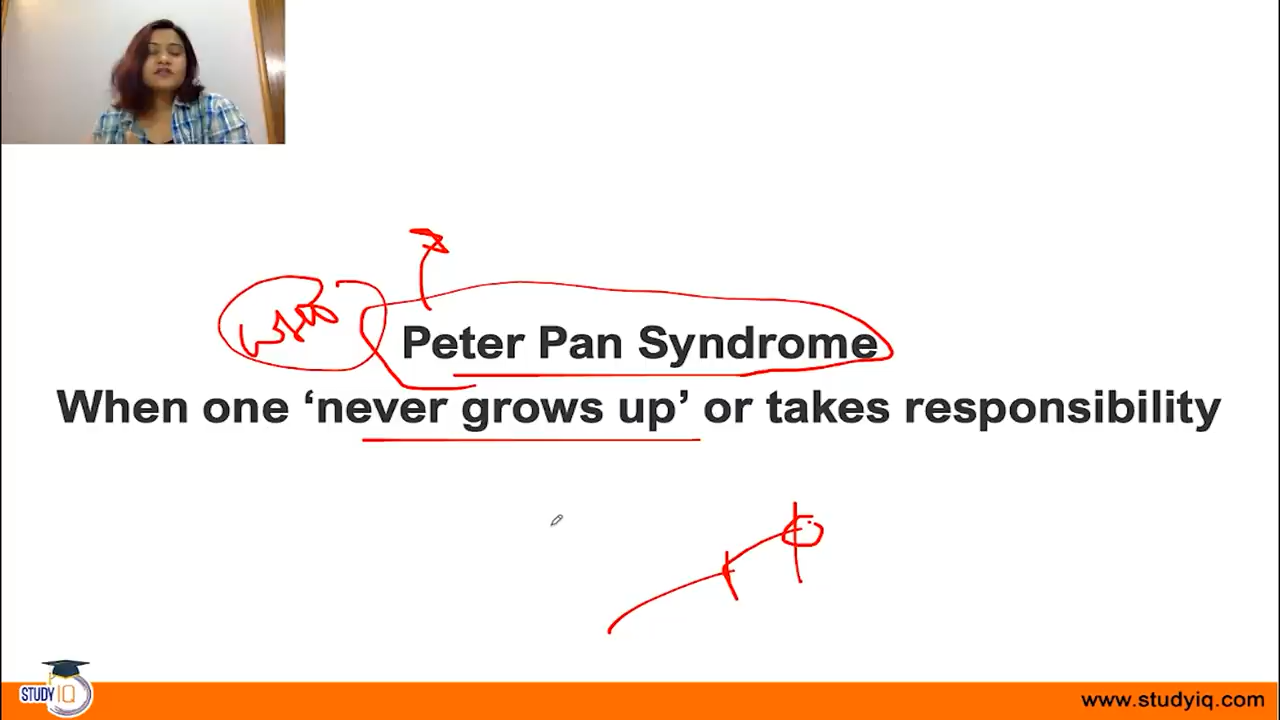 Peter Pan Syndrome
When one ‘never grows up’ or takes responsibility
STUDY IQ
www.studyiq.com